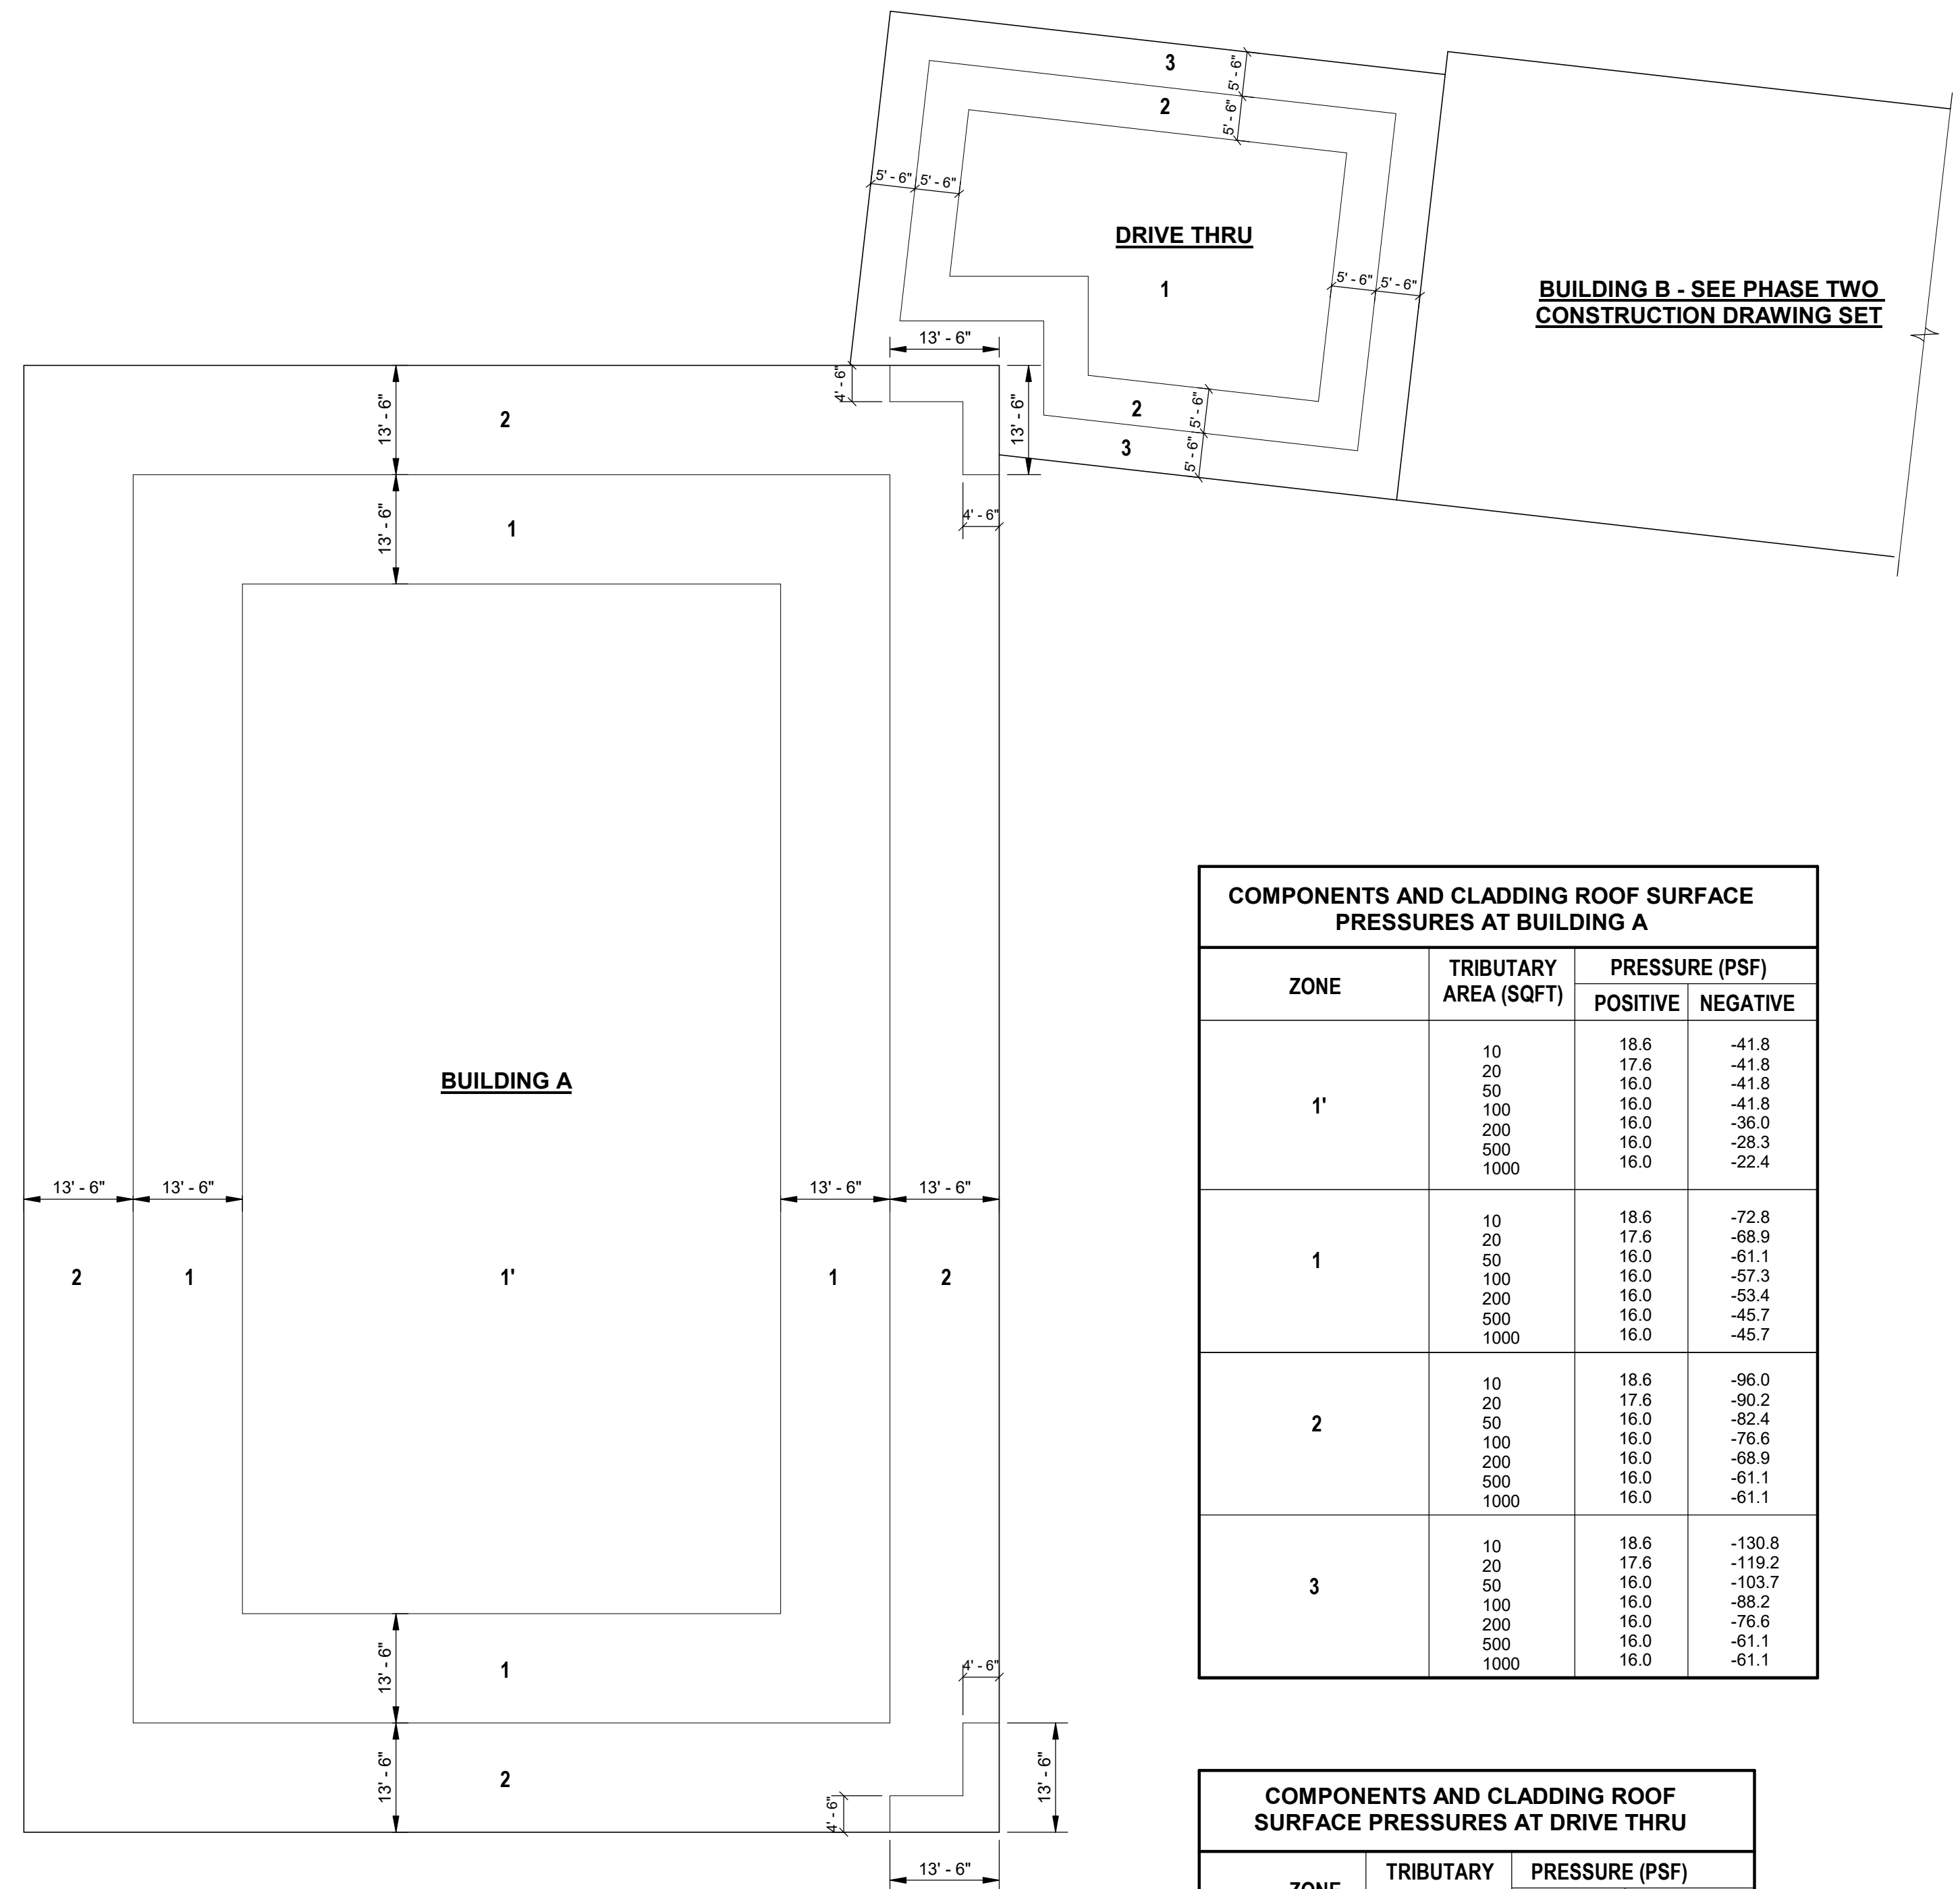 3
5' - 6"
2
5' - 6"
5' - 6" 5' - 6"
DRIVE THRU
1
5' - 6" 5' - 6"
BUILDING B - SEE PHASE TWO
CONSTRUCTION DRAWING SET
13' - 6"
4' - 6"
13' - 6"
2
13' - 6"
2
5' - 6"
3
5' - 6"
13' - 6"
1
4' - 6"
BUILDING A
13' - 6" 13' - 6" 13' - 6" 13' - 6"
2 1 1' 1 2
13' - 6"
1
4' - 6"
13' - 6"
2
4' - 6"
13' - 6"
13' - 6"
COMPONENTS AND CLADDING ROOF SURFACE
PRESSURES AT BUILDING A
ZONE TRIBUTARY AREA (SQFT) PRESSURE (PSF)
POSITIVE NEGATIVE
1'
10 18.6 -41.8
20 17.6 -41.8
50 16.0 -41.8
100 16.0 -41.8
200 16.0 -36.0
500 16.0 -28.3
1000 16.0 -22.4
1
10 18.6 -72.8
20 17.6 -68.9
50 16.0 -61.1
100 16.0 -57.3
200 16.0 -53.4
500 16.0 -45.7
1000 16.0 -45.7
2
10 18.6 -96.0
20 17.6 -90.2
50 16.0 -82.4
100 16.0 -76.6
200 16.0 -68.9
500 16.0 -61.1
1000 16.0 -61.1
3
10 18.6 -130.8
20 17.6 -119.2
50 16.0 -103.7
100 16.0 -88.2
200 16.0 -76.6
500 16.0 -61.1
1000 16.0 -61.1
COMPONENTS AND CLADDING ROOF
SURFACE PRESSURES AT DRIVE THRU
TRIBUTARY PRESSURE (PSF)
ZONE